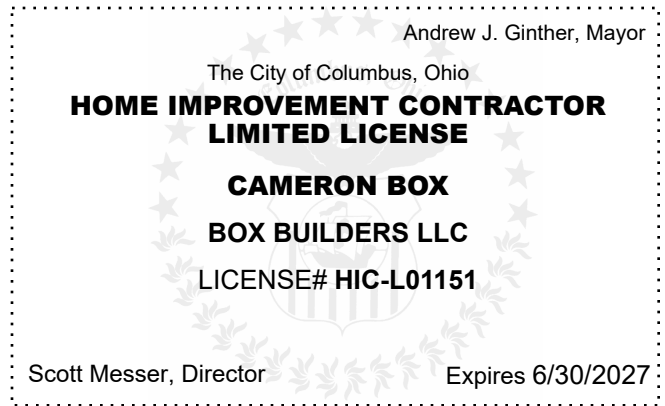 Andrew J. Ginther, Mayor
The City of Columbus, Ohio
HOME IMPROVEMENT CONTRACTOR
LIMITED LICENSE
CAMERON BOX
BOX BUILDERS LLC
LICENSE# HIC-L01151
Scott Messer, Director
Expires 6/30/2027